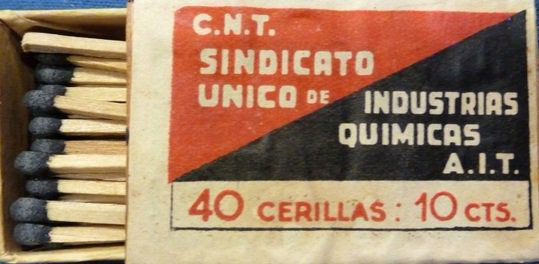 C.N.T.
SINDICATO
UNICO DE INDUSTRIAS
QUIMICAS
A.I.T.
40 CERILLAS: 10 CTS.